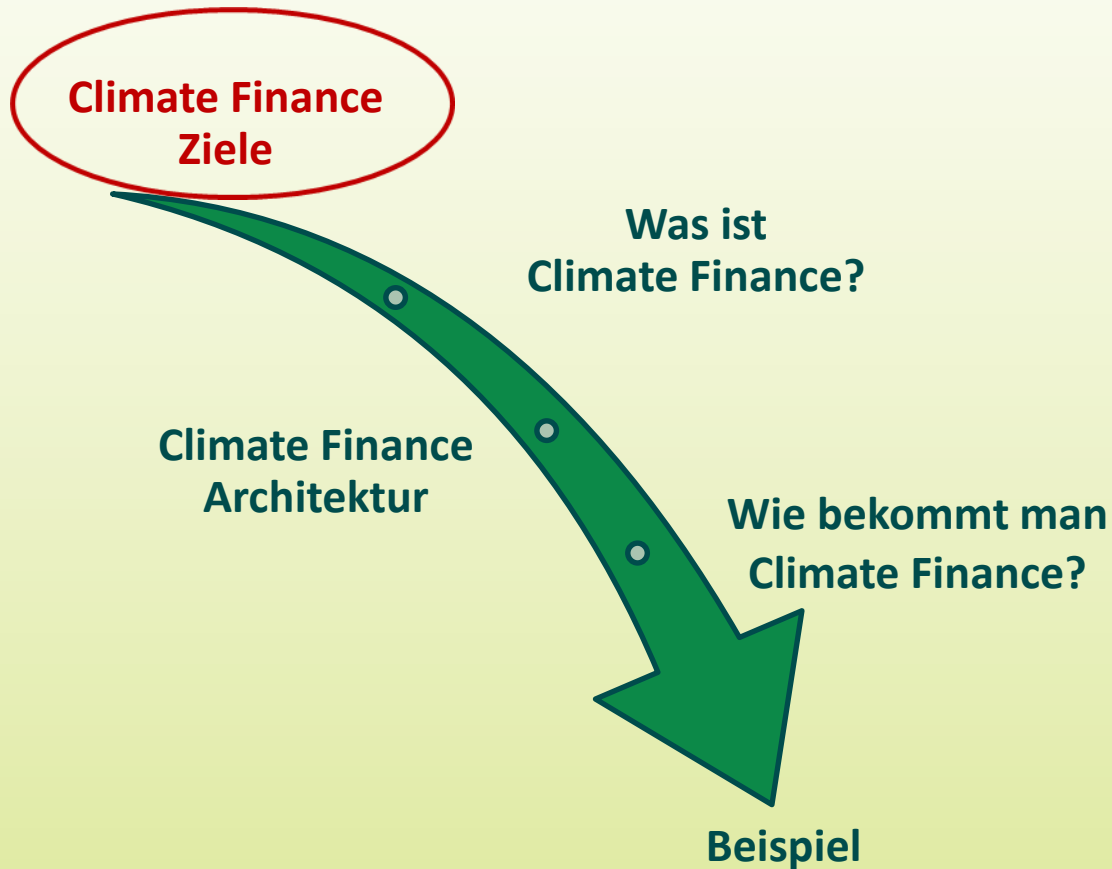 Climate Finance
Ziele
Was ist
Climate Finance?
Climate Finance
Architektur
Wie bekommt man
Climate Finance?
Beispiel